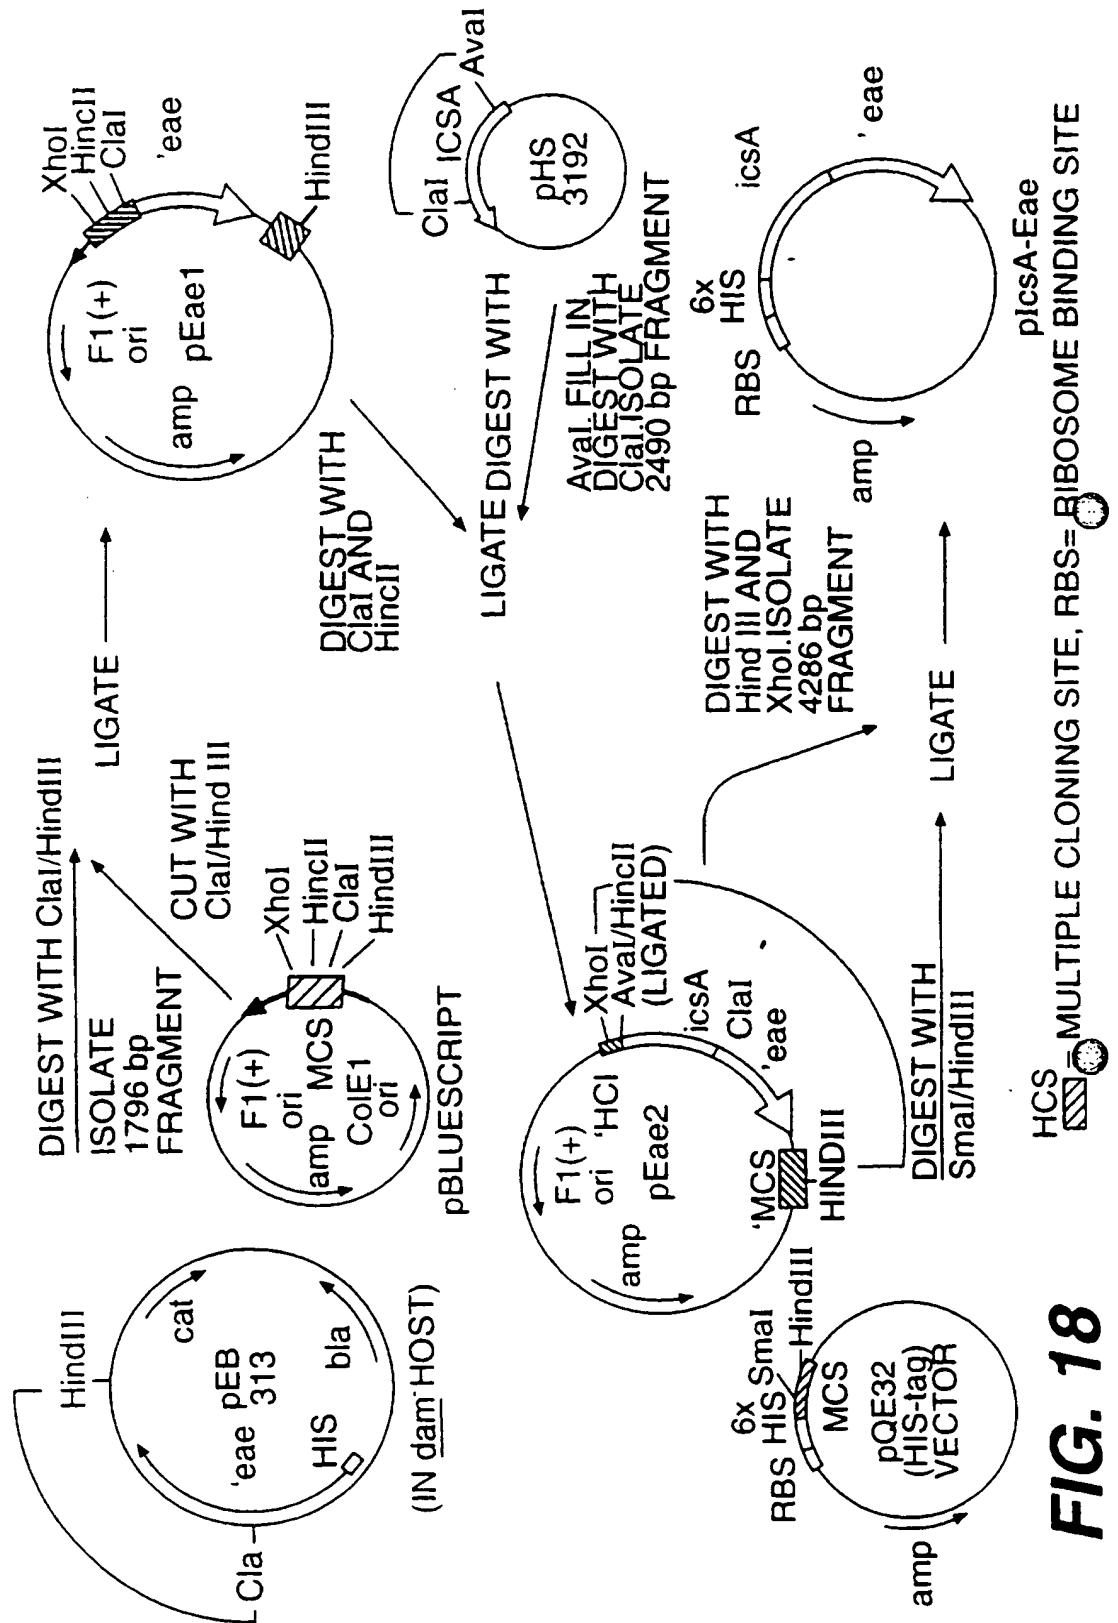 HindIII
cat
'eae pEB
313
bla
HIS
Cla
(IN dam- HOST)
DIGEST WITH ClaI/HindIII
ISOLATE
1796 bp
FRAGMENT
CUT WITH
ClaI/Hind III
F1(+)
ori
amp MCS
ColE1
ori
XhoI
HincII
ClaI
HindIII
pBLUESCRIPT
LIGATE
XhoI
HincII
ClaI
'eae
HindIII
F1(+)
ori
amp pEae1
DIGEST WITH
ClaI AND
HincII
LIGATE DIGEST WITH
AvaI. FILL IN
DIGEST WITH
ClaI.ISOLATE
2490 bp FRAGMENT
ClaI ICSA AvaI
pHS
3192
F1(+)
ori 'HCI
amp pEae2
XhoI
AvaI/HincII
(LIGATED)
icsA
ClaI
'eae
'MCS
HINDIII
DIGEST WITH
Hind III AND
XhoI.ISOLATE
4286 bp
FRAGMENT
6x
RBS HIS SmaI
HindIII
MCS
pQE32
(HIS-tag)
VECTOR
amp
DIGEST WITH
SmaI/HindIII
LIGATE
6x
RBS HIS
icsA
'eae
amp
pIcsA-Eae
HCS
= MULTIPLE CLONING SITE, RBS= RIBOSOME BINDING SITE
FIG. 18